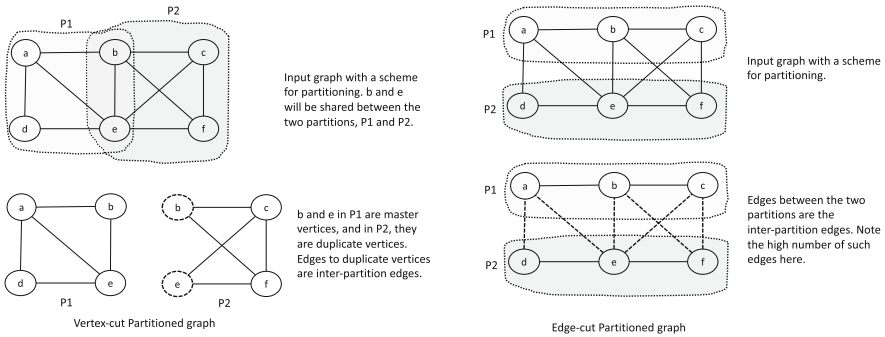 P1
P2
a
b
c
d
e
f
Input graph with a scheme
for partitioning. b and e
will be shared between the
two partitions, P1 and P2.
a
b
b
c
d
e
e
f
P1
P2
b and e in P1 are master
vertices, and in P2, they
are duplicate vertices.
Edges to duplicate vertices
are inter-partition edges.
Vertex-cut Partitioned graph
P1
a
b
c
P2
d
e
f
Input graph with a scheme
for partitioning.
P1
a
b
c
P2
d
e
f
Edges between the two
partitions are the
inter-partition edges. Note
the high number of such
edges here.
Edge-cut Partitioned graph